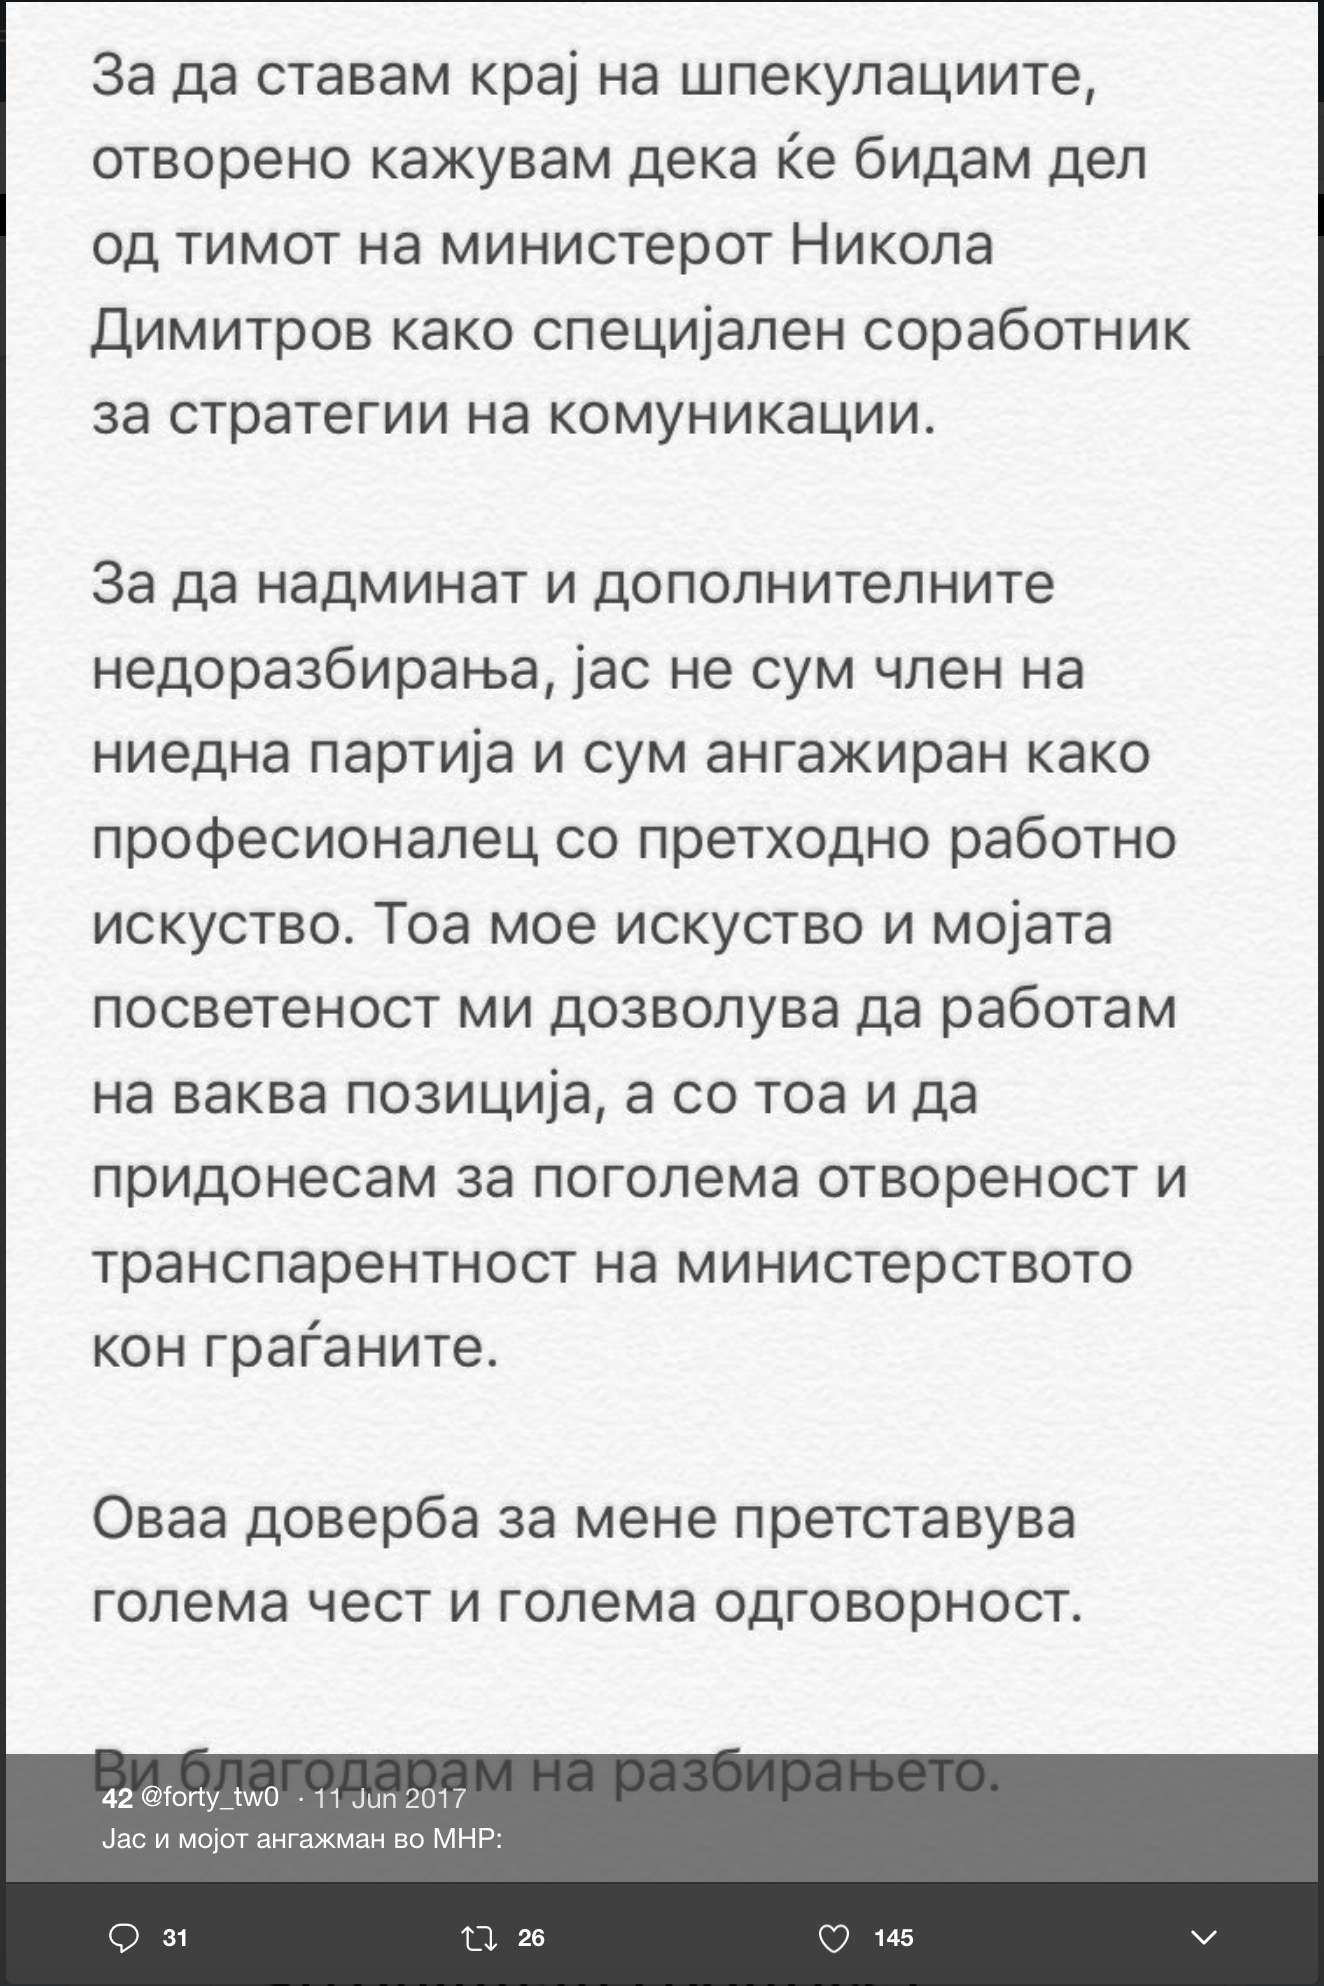 За да ставам крај на шпекулациите,
отворено кажувам дека ќе бидам дел
од тимот на министерот Никола
Димитров како специјален соработник
за стратегии на комуникации.
За да надминат и дополнителните
недоразбирања, јас не сум член на
ниедна партија и сум ангажиран како
професионалец со претходно работно
искуство. Тоа мое искуство и мојата
посветеност ми дозволува да работам
на ваква позиција, а со тоа и да
придонесам за поголема отвореност и
транспарентност на министерството
кон граѓаните.
Оваа доверба за мене претставува
голема чест и голема одговорност.
Ви благодарам на разбирањето.
42 @forty_tw0 · 11 Jun 2017
Јас и мојот ангажман во МНР:
31 26 145